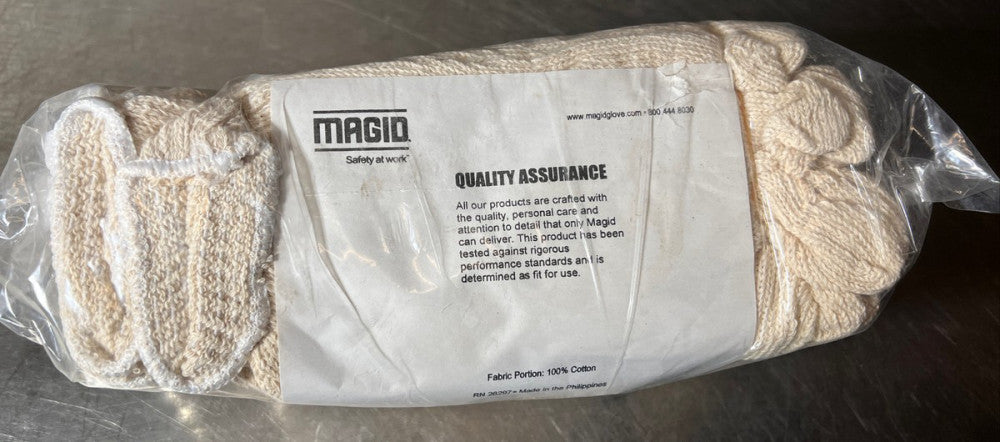 MAGID
Safety at work™
www.magidglove.com • 800 444 8030
QUALITY ASSURANCE
All our products are crafted with
the quality, personal care and
attention to detail that only Magid
can deliver. This product has been
tested against rigorous
performance standards and is
determined as fit for use.
Fabric Portion: 100% Cotton
RN 26297 • Made in the Philippines